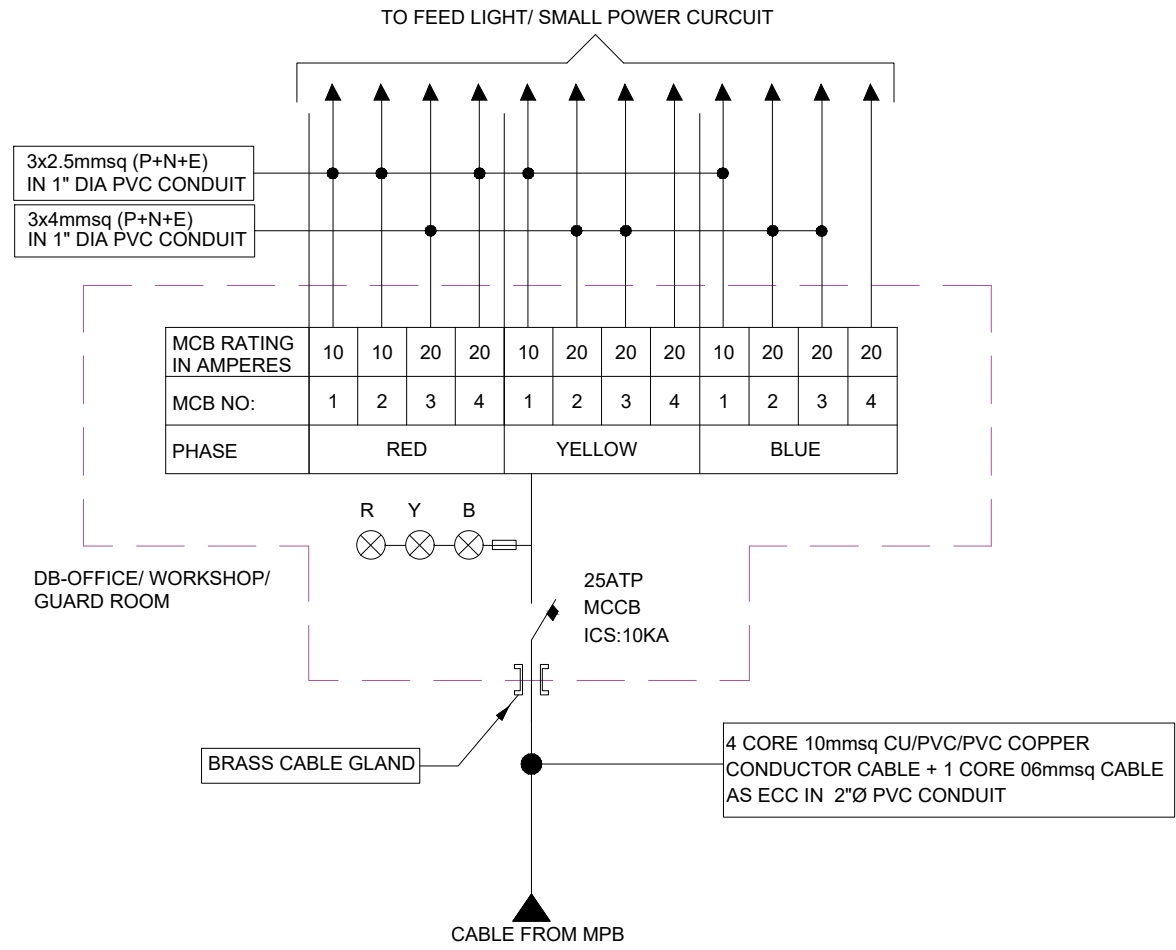 TO FEED LIGHT/ SMALL POWER CURCUIT
3x2.5mmsq (P+N+E)
IN 1" DIA PVC CONDUIT
3x4mmsq (P+N+E)
IN 1" DIA PVC CONDUIT
MCB RATING
IN AMPERES
10 10 20 20 10 20 20 20 10 20 20 20
MCB NO: 1 2 3 4 1 2 3 4 1 2 3 4
PHASE RED YELLOW BLUE
R Y B
DB-OFFICE/ WORKSHOP/
GUARD ROOM
25ATP
MCCB
ICS:10KA
BRASS CABLE GLAND
4 CORE 10mmsq CU/PVC/PVC COPPER
CONDUCTOR CABLE + 1 CORE 06mmsq CABLE
AS ECC IN 2"Ø PVC CONDUIT
CABLE FROM MPB